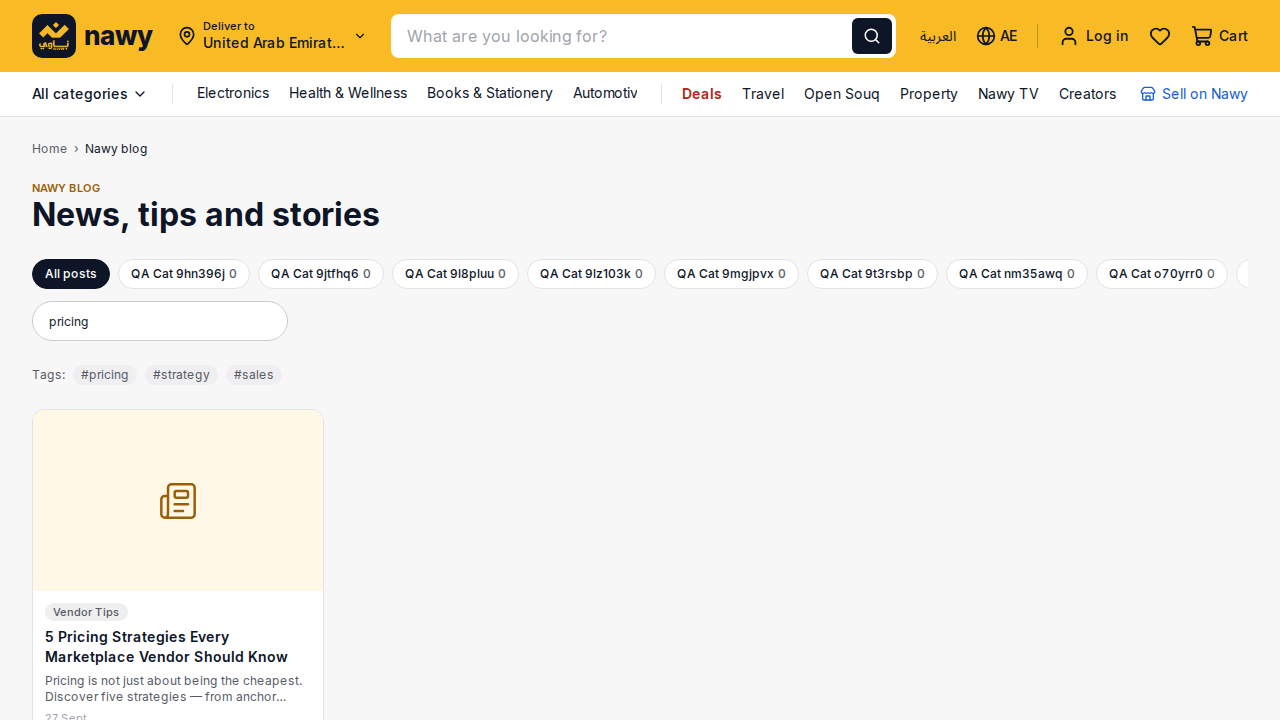 نـــاوي
NAWY
nawy
Deliver to
United Arab Emirat...
What are you looking for?
العربية
AE
Log in
Cart
All categories
Electronics
Health & Wellness
Books & Stationery
Automotiv
Deals
Travel
Open Souq
Property
Nawy TV
Creators
Sell on Nawy
Home › Nawy blog
NAWY BLOG
News, tips and stories
All posts
QA Cat 9hn396j 0
QA Cat 9jtfhq6 0
QA Cat 9l8pluu 0
QA Cat 9lz103k 0
QA Cat 9mgjpvx 0
QA Cat 9t3rsbp 0
QA Cat nm35awq 0
QA Cat o70yrr0 0
pricing
Tags: #pricing #strategy #sales
Vendor Tips
5 Pricing Strategies Every
Marketplace Vendor Should Know
Pricing is not just about being the cheapest.
Discover five strategies — from anchor...
27 Sept